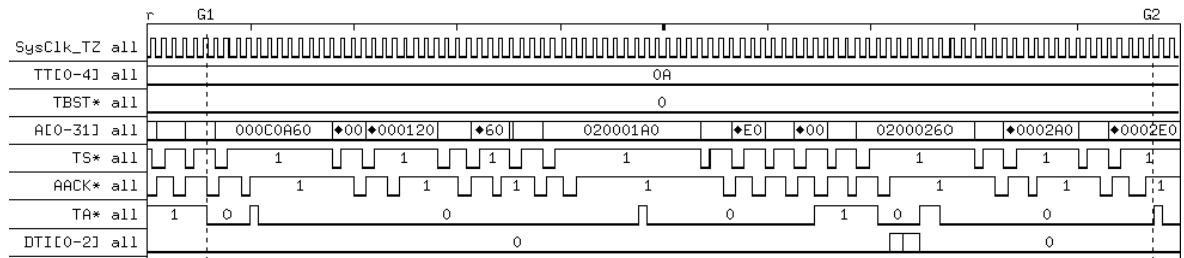 r G1 G2
SysClk_TZ all
TT[0-4] all 0A
TBST* all 0
A[0-31] all 000C0A60 ◆00 ◆000120 ◆60 020001A0 ◆E0 ◆00 02000260 ◆0002A0 ◆0002E0
TS* all 1 1 1 1 1 1 1
AACK* all 1 1 1 1 1 1 1
TA* all 1 0 0 0 1 0 0
DTI[0-2] all 0 0